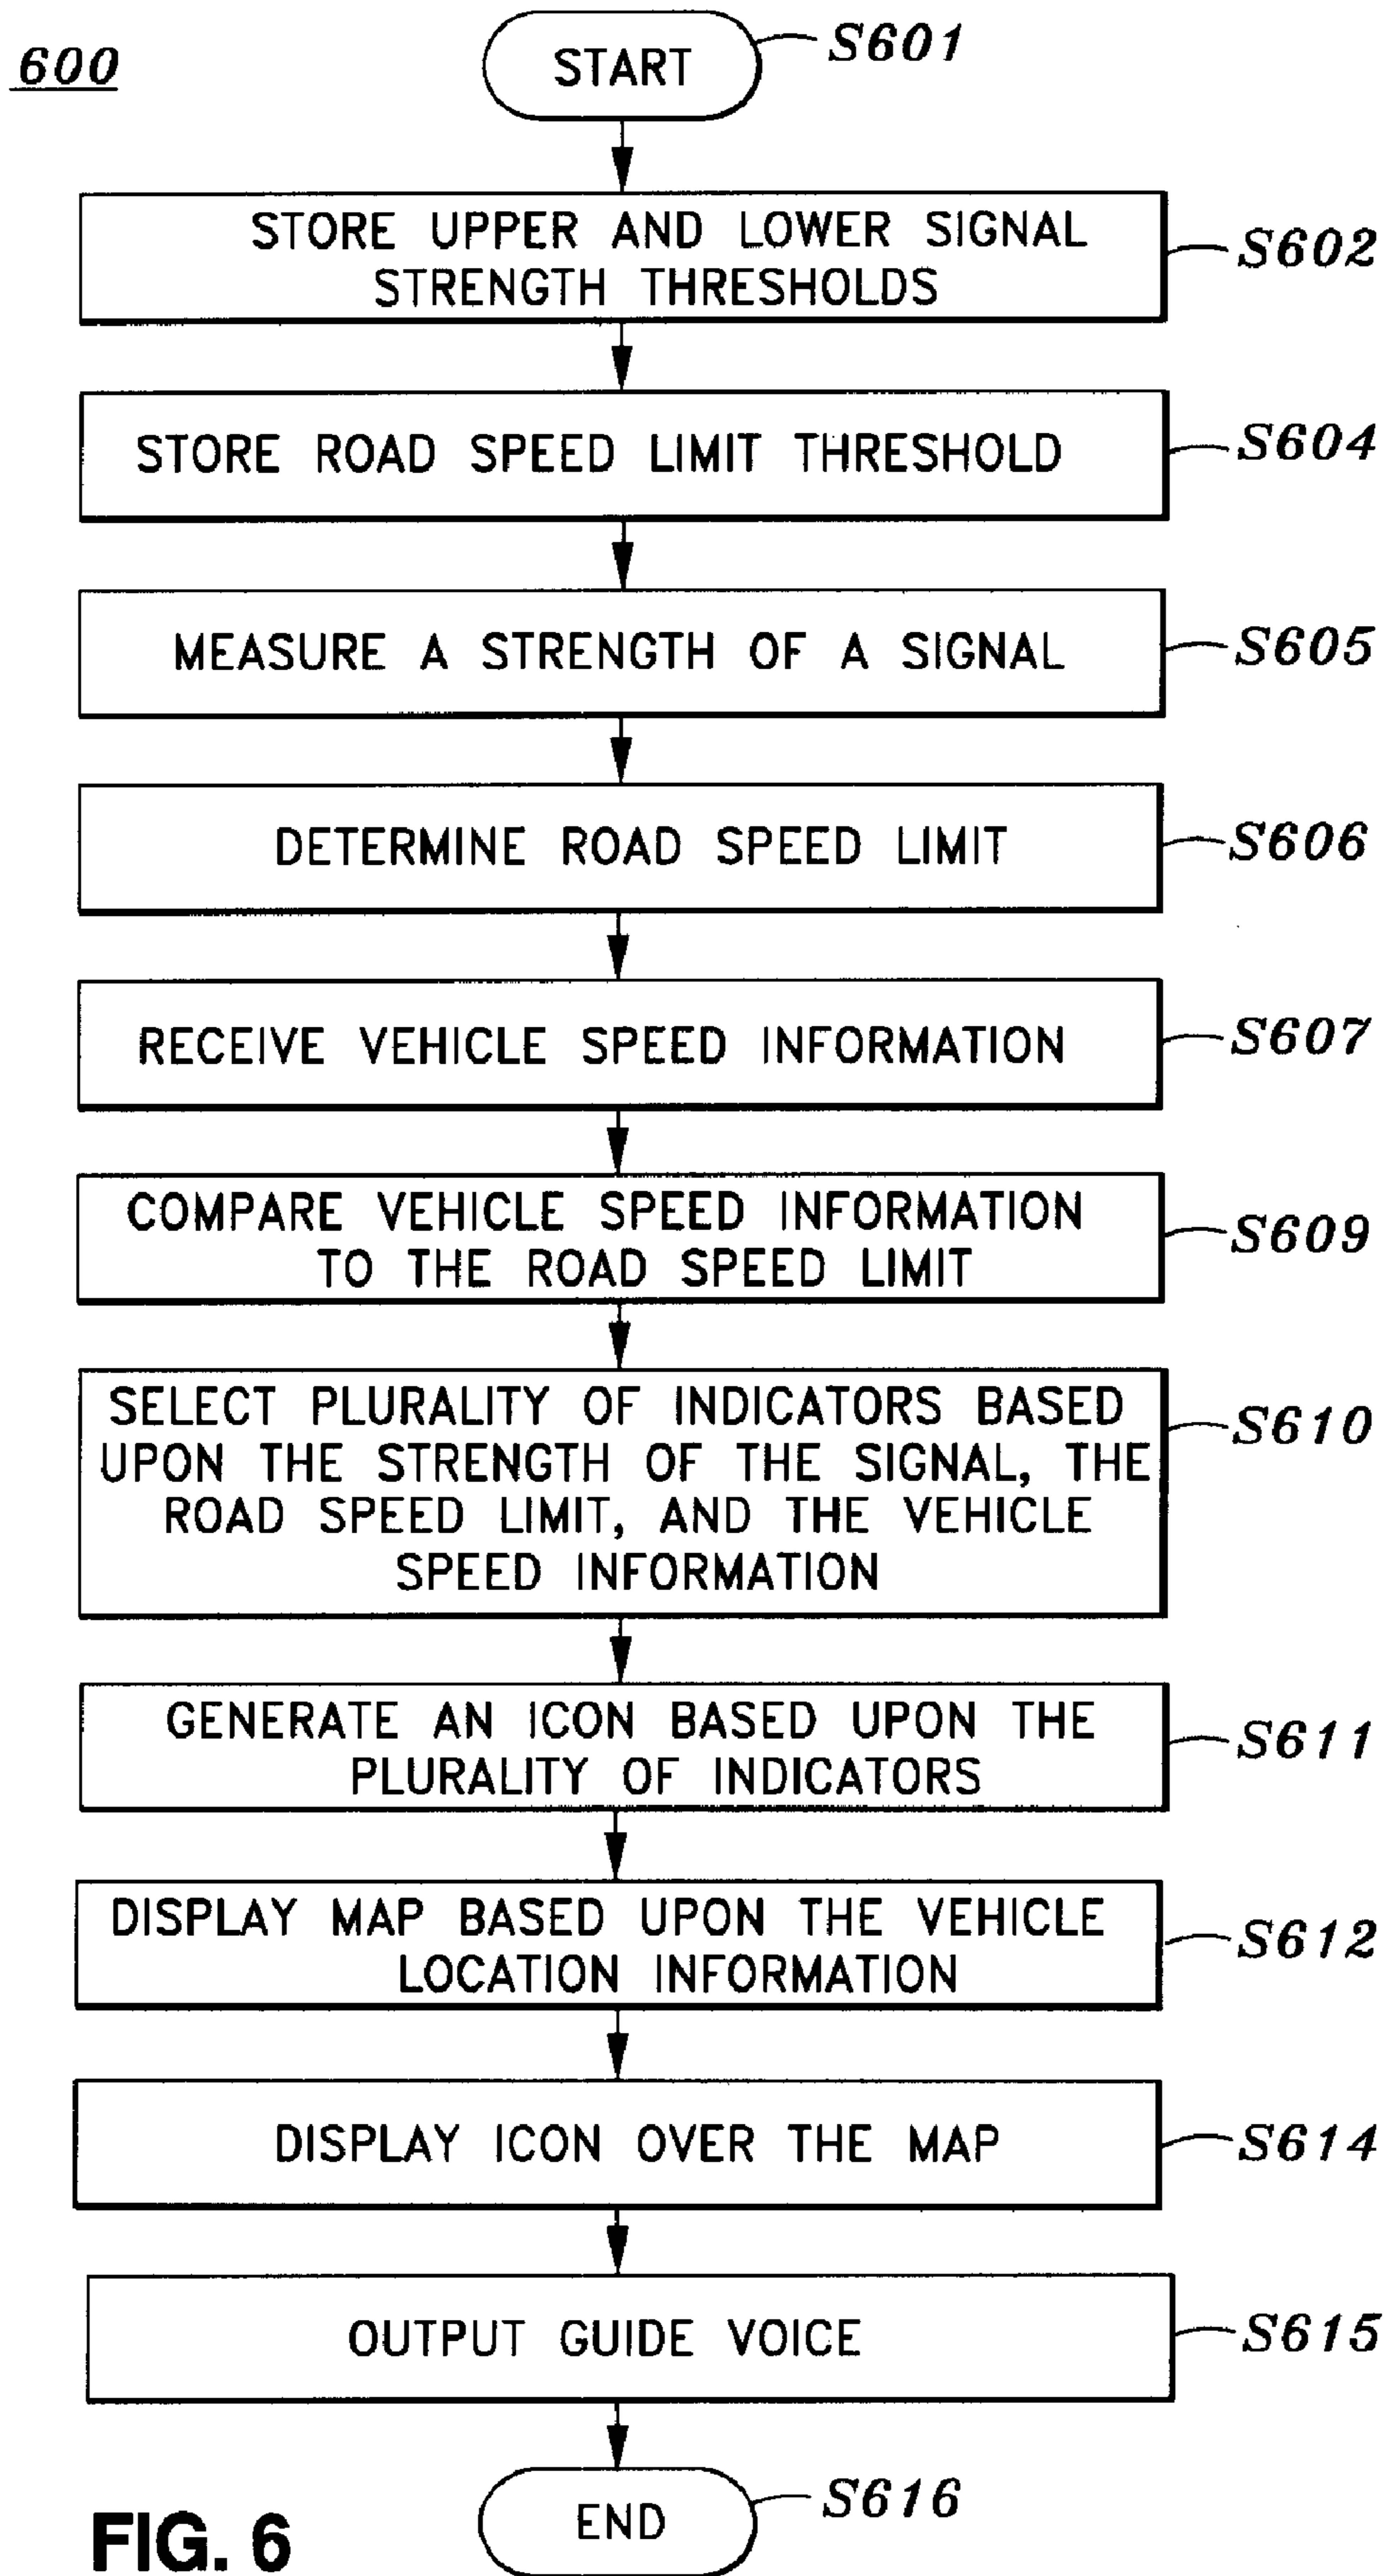 600
START
S601
STORE UPPER AND LOWER SIGNAL
STRENGTH THRESHOLDS
S602
STORE ROAD SPEED LIMIT THRESHOLD
S604
MEASURE A STRENGTH OF A SIGNAL
S605
DETERMINE ROAD SPEED LIMIT
S606
RECEIVE VEHICLE SPEED INFORMATION
S607
COMPARE VEHICLE SPEED INFORMATION
TO THE ROAD SPEED LIMIT
S609
SELECT PLURALITY OF INDICATORS BASED
UPON THE STRENGTH OF THE SIGNAL, THE
ROAD SPEED LIMIT, AND THE VEHICLE
SPEED INFORMATION
S610
GENERATE AN ICON BASED UPON THE
PLURALITY OF INDICATORS
S611
DISPLAY MAP BASED UPON THE VEHICLE
LOCATION INFORMATION
S612
DISPLAY ICON OVER THE MAP
S614
OUTPUT GUIDE VOICE
S615
END
S616
FIG. 6